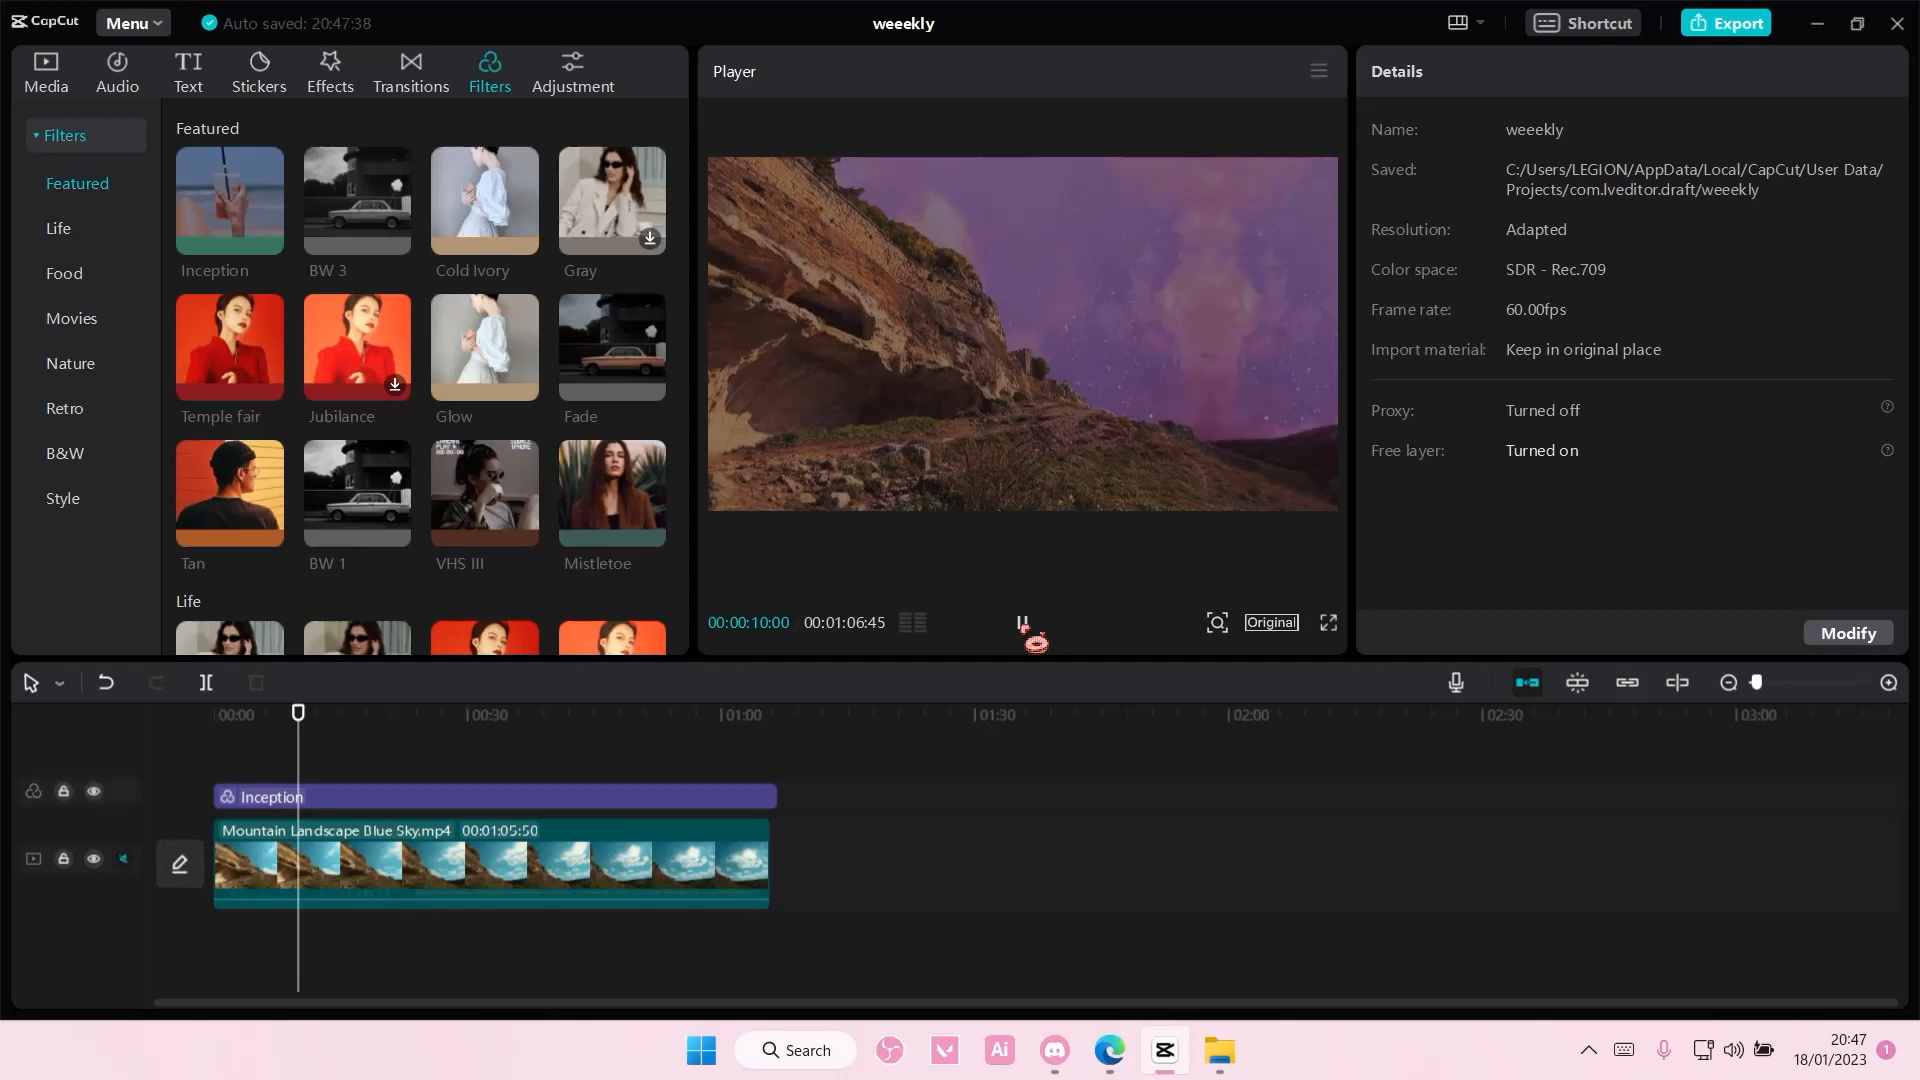 CapCut
Menu
Auto saved: 20:47:38
weeekly
Shortcut
Export
Media
Audio
TI
Text
Stickers
Effects
Transitions
Filters
Adjustment
Player
Details
Filters
Featured
Life
Food
Movies
Nature
Retro
B&W
Style
Featured
Inception
BW 3
Cold Ivory
Gray
Temple fair
Jubilance
Glow
Fade
Tan
BW 1
VHS III
Mistletoe
Life
00:00:10:00
00:01:06:45
Original
Name:
weeekly
Saved:
C:/Users/LEGION/AppData/Local/CapCut/User Data/
Projects/com.lveditor.draft/weeekly
Resolution:
Adapted
Color space:
SDR - Rec.709
Frame rate:
60.00fps
Import material:
Keep in original place
Proxy:
Turned off
Free layer:
Turned on
Modify
00:00
00:30
01:00
01:30
02:00
02:30
03:00
Inception
Mountain Landscape Blue Sky.mp4 00:01:05:50
Search
Ai
20:47
18/01/2023
1